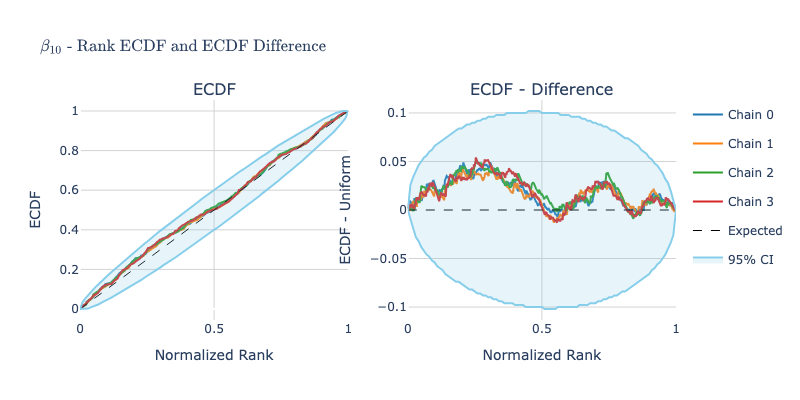 β₁₀ - Rank ECDF and ECDF Difference
ECDF
ECDF - Difference
ECDF
1
0.8
0.6
0.4
0.2
0
0
0.5
1
Normalized Rank
ECDF - Uniform
0.1
0.05
0
−0.05
−0.1
0
0.5
1
Normalized Rank
Chain 0
Chain 1
Chain 2
Chain 3
Expected
95% CI